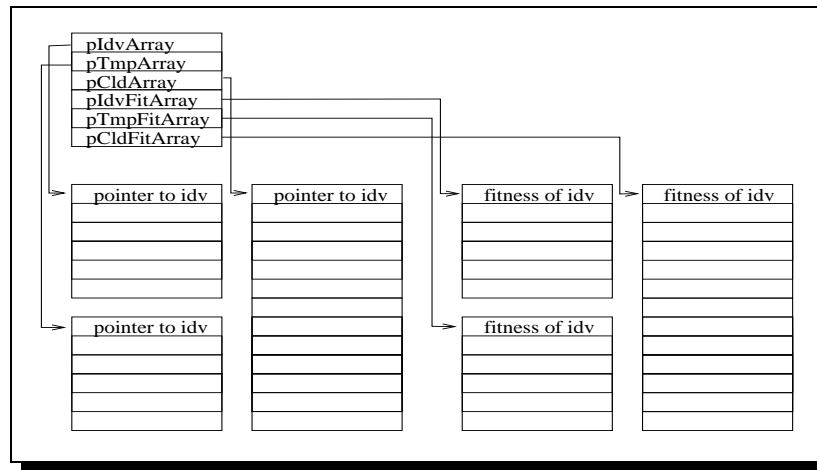 pIdvArray
pTmpArray
pCldArray
pIdvFitArray
pTmpFitArray
pCldFitArray
pointer to idv
pointer to idv
fitness of idv
fitness of idv
pointer to idv
fitness of idv